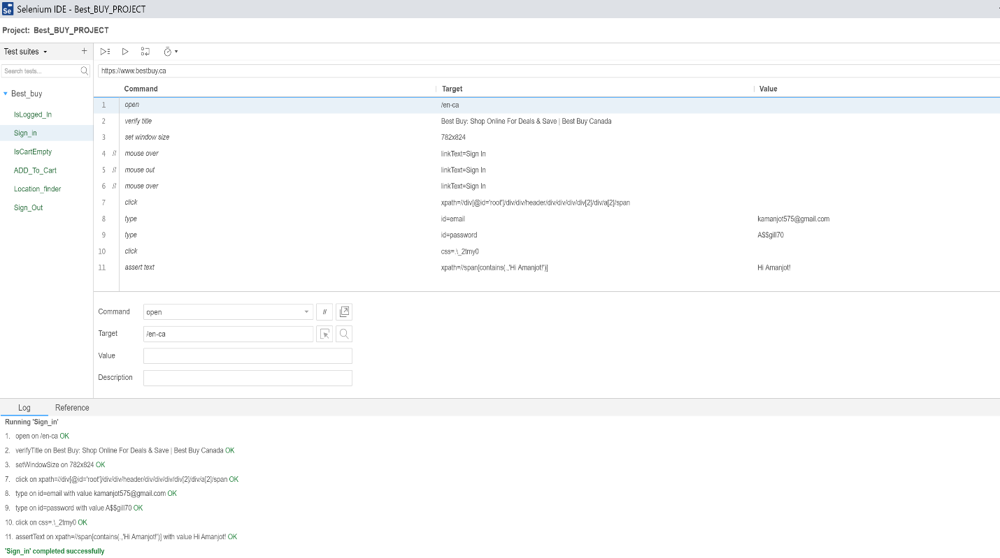 Se Selenium IDE - Best_BUY_PROJECT
Project: Best_BUY_PROJECT
Test suites
+
Search tests...
https://www.bestbuy.ca
Best_buy
IsLogged_In
Sign_in
IsCartEmpty
ADD_To_Cart
Location_finder
Sign_Out
Command Target Value
1 open /en-ca
2 verify title Best Buy: Shop Online For Deals & Save | Best Buy Canada
3 set window size 782x824
4 // mouse over linkText=Sign In
5 // mouse out linkText=Sign In
6 // mouse over linkText=Sign In
7 click xpath=//div[@id='root']/div/div/header/div/div/div/div[2]/div/a[2]/span
8 type id=email kamanjot575@gmail.com
9 type id=password A$$gill70
10 click css=.\_2tmy0
11 assert text xpath=//span[contains(.,'Hi Amanjot!')] Hi Amanjot!
Command open //
Target /en-ca
Value
Description
Log Reference
Running 'Sign_in'
1. open on /en-ca OK
2. verifyTitle on Best Buy: Shop Online For Deals & Save | Best Buy Canada OK
3. setWindowSize on 782x824 OK
7. click on xpath=//div[@id='root']/div/div/header/div/div/div/div[2]/div/a[2]/span OK
8. type on id=email with value kamanjot575@gmail.com OK
9. type on id=password with value A$$gill70 OK
10. click on css=.\_2tmy0 OK
11. assertText on xpath=//span[contains(.,'Hi Amanjot!')] with value Hi Amanjot! OK
'Sign_in' completed successfully